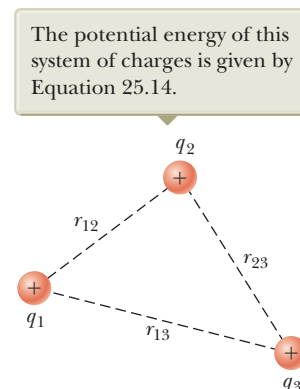 The potential energy of this
system of charges is given by
Equation 25.14.
q2
+
r12
r23
+
q1
r13
+
q3